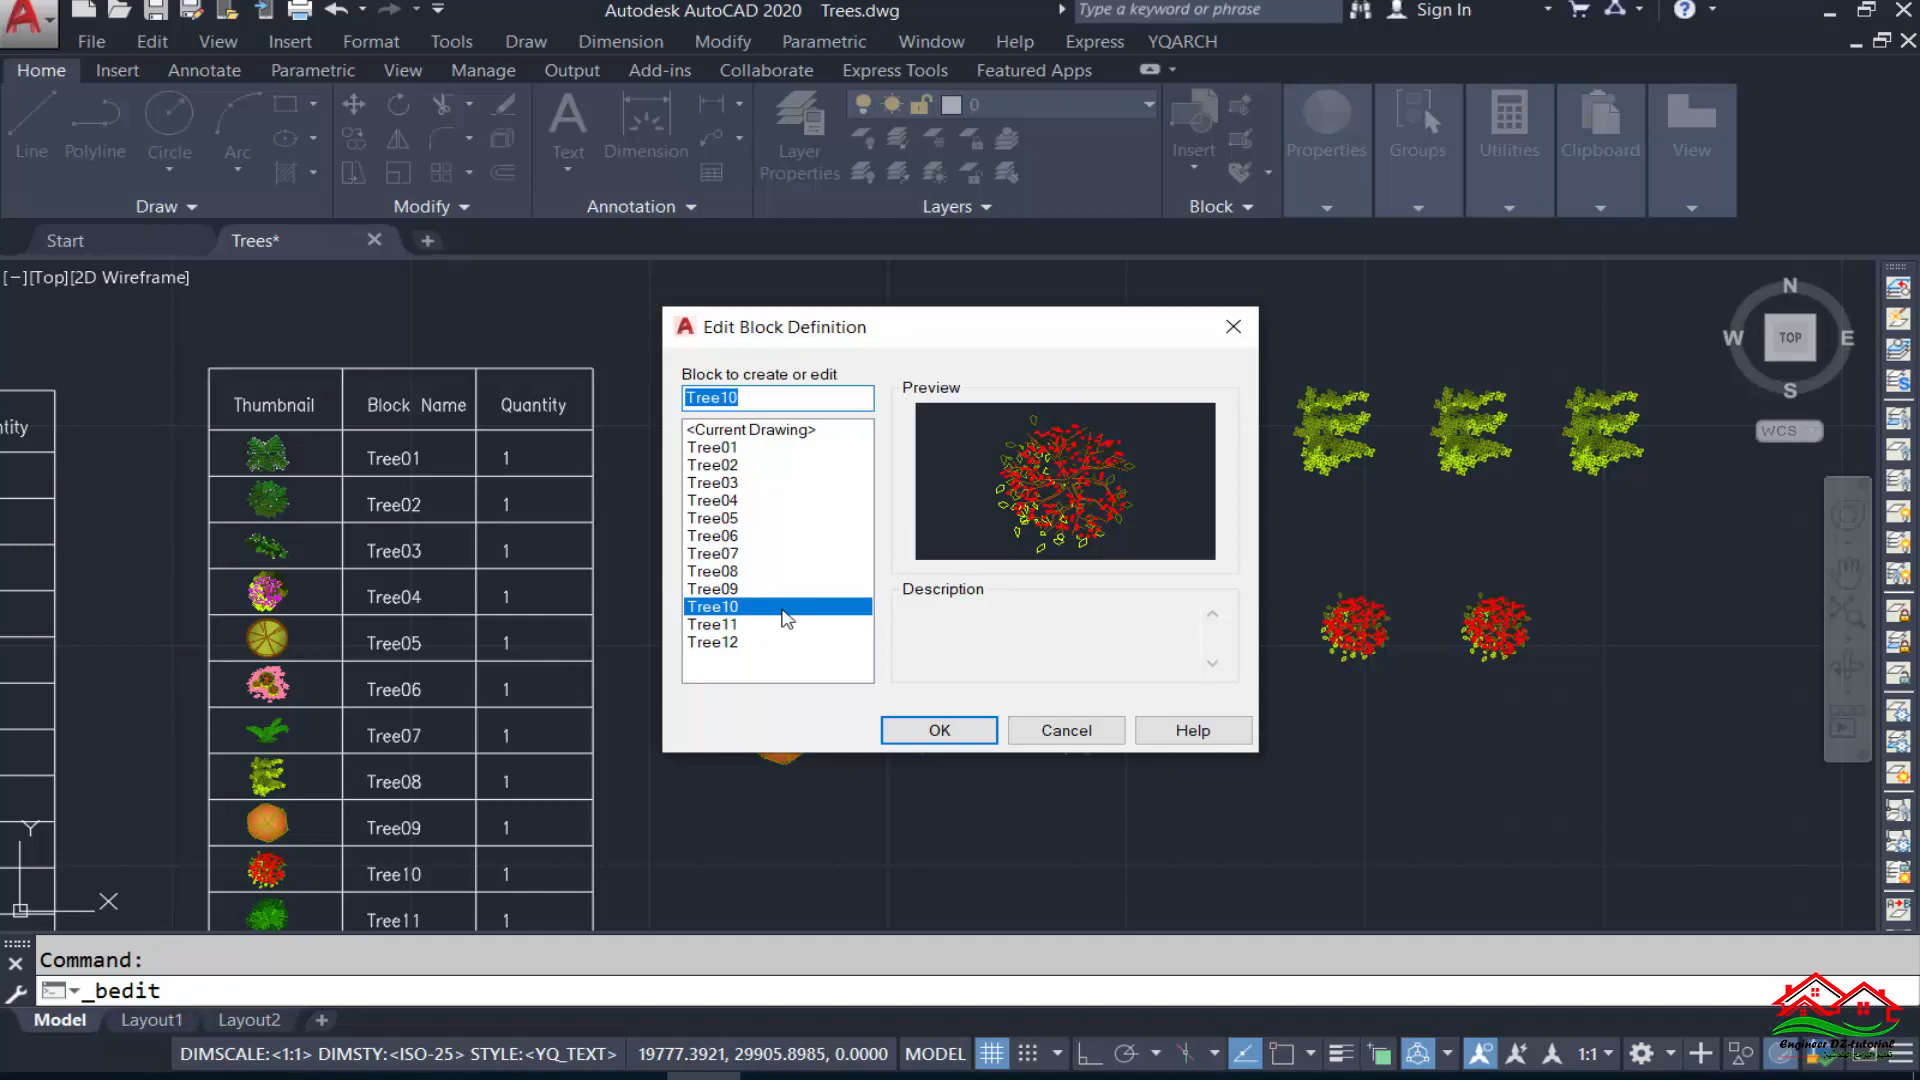 Autodesk AutoCAD 2020 Trees.dwg
Type a keyword or phrase
Sign In
File Edit View Insert Format Tools Draw Dimension Modify Parametric Window Help Express YQARCH
Home Insert Annotate Parametric View Manage Output Add-ins Collaborate Express Tools Featured Apps
0
Line Polyline Circle Arc
Text Dimension
Layer
Properties
Insert
Properties Groups Utilities Clipboard View
Draw Modify Annotation Layers Block
Start Trees*
[−][Top][2D Wireframe]
Edit Block Definition
Block to create or edit
Tree10
<Current Drawing>
Tree01
Tree02
Tree03
Tree04
Tree05
Tree06
Tree07
Tree08
Tree09
Tree10
Tree11
Tree12
Preview
Description
OK Cancel Help
N
W TOP E
S
WCS
ntity
Thumbnail Block Name Quantity
Tree01 1
Tree02 1
Tree03 1
Tree04 1
Tree05 1
Tree06 1
Tree07 1
Tree08 1
Tree09 1
Tree10 1
Tree11 1
Y
X
Command:
_bedit
Model Layout1 Layout2
DIMSCALE:<1:1> DIMSTY:<ISO-25> STYLE:<YQ_TEXT> 19777.3921, 29905.8985, 0.0000 MODEL 1:1
Engineer DZ-tutorial